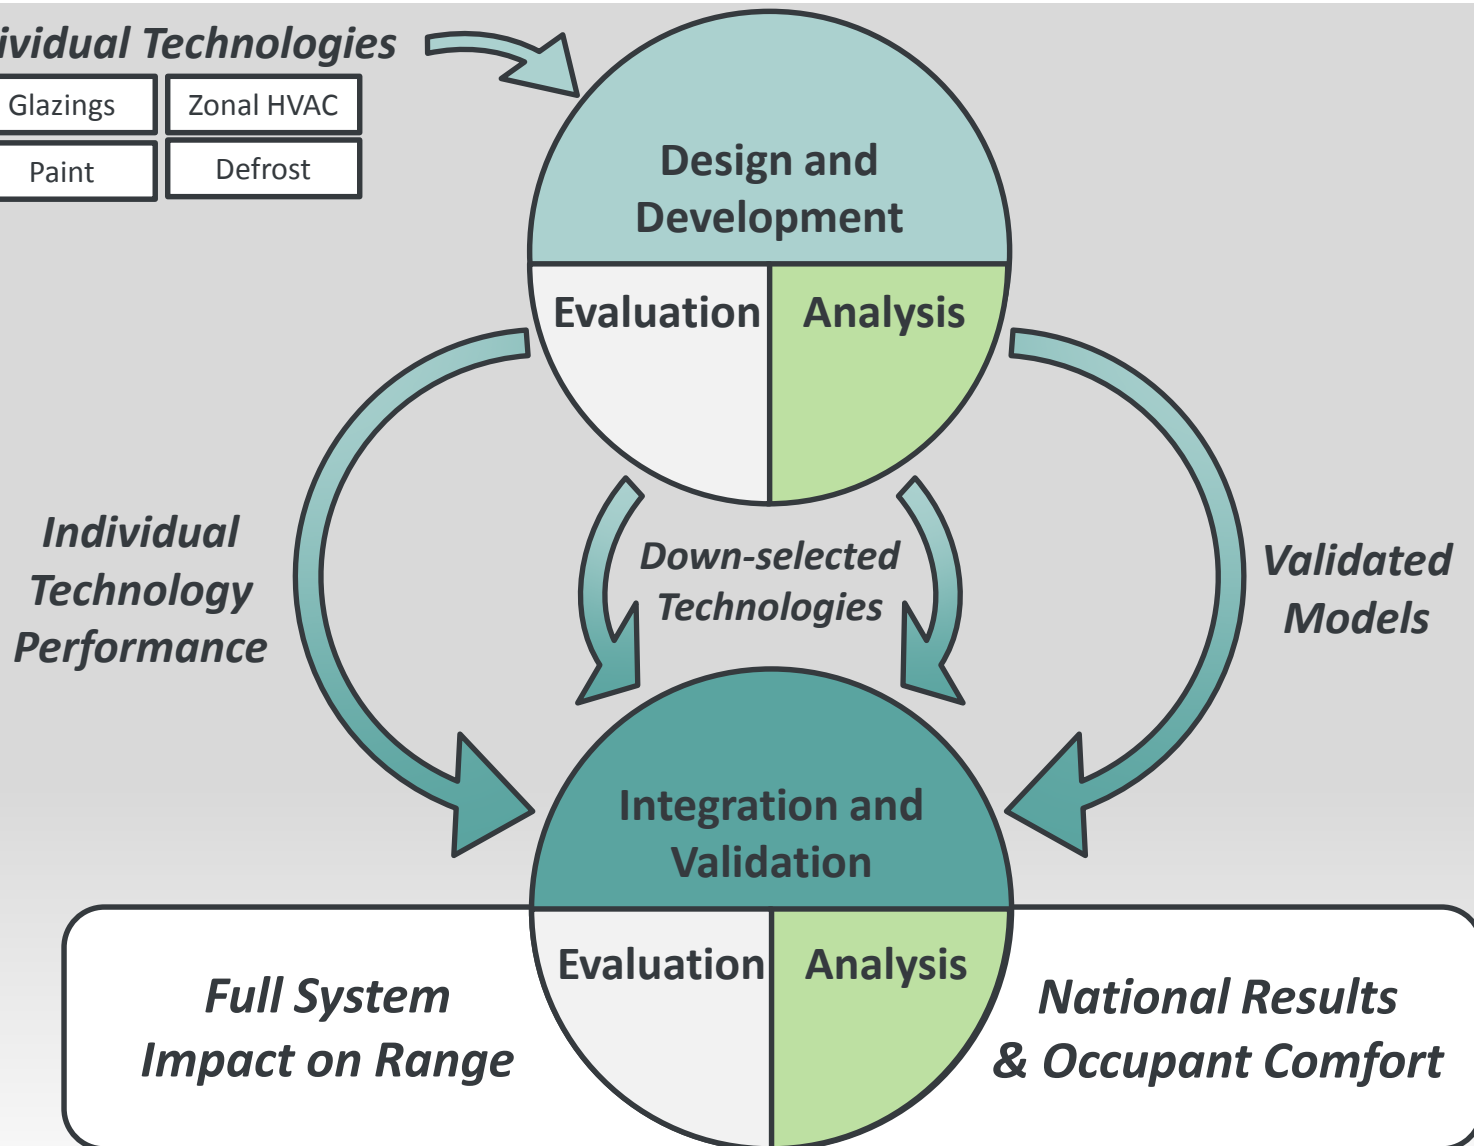 ividual Technologies
Glazings
Zonal HVAC
Paint
Defrost
Design and
Development
Evaluation
Analysis
Individual
Technology
Performance
Down-selected
Technologies
Validated
Models
Integration and
Validation
Evaluation
Analysis
Full System
Impact on Range
National Results
& Occupant Comfort